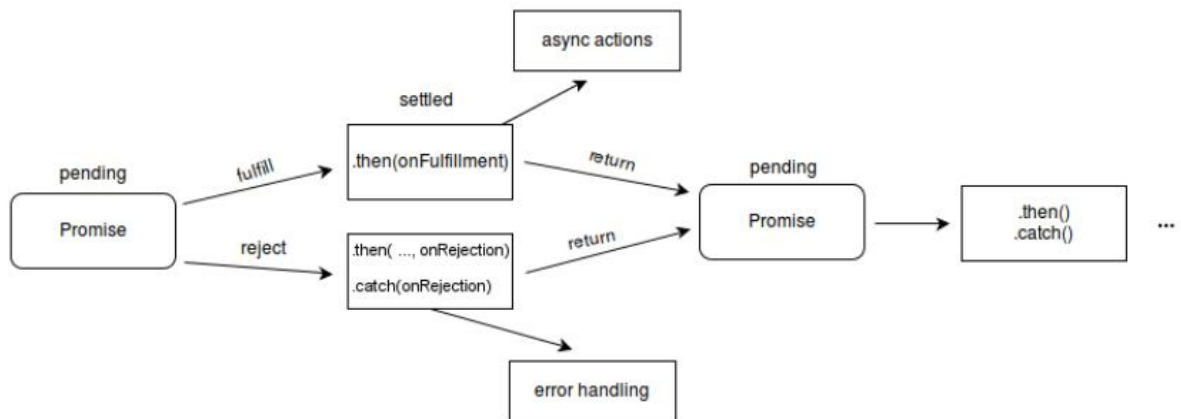 async actions
settled
.then(onFulfillment)
fulfill
return
pending
Promise
pending
Promise
.then()
.catch()
...
reject
.then( ..., onRejection)
.catch(onRejection)
return
error handling